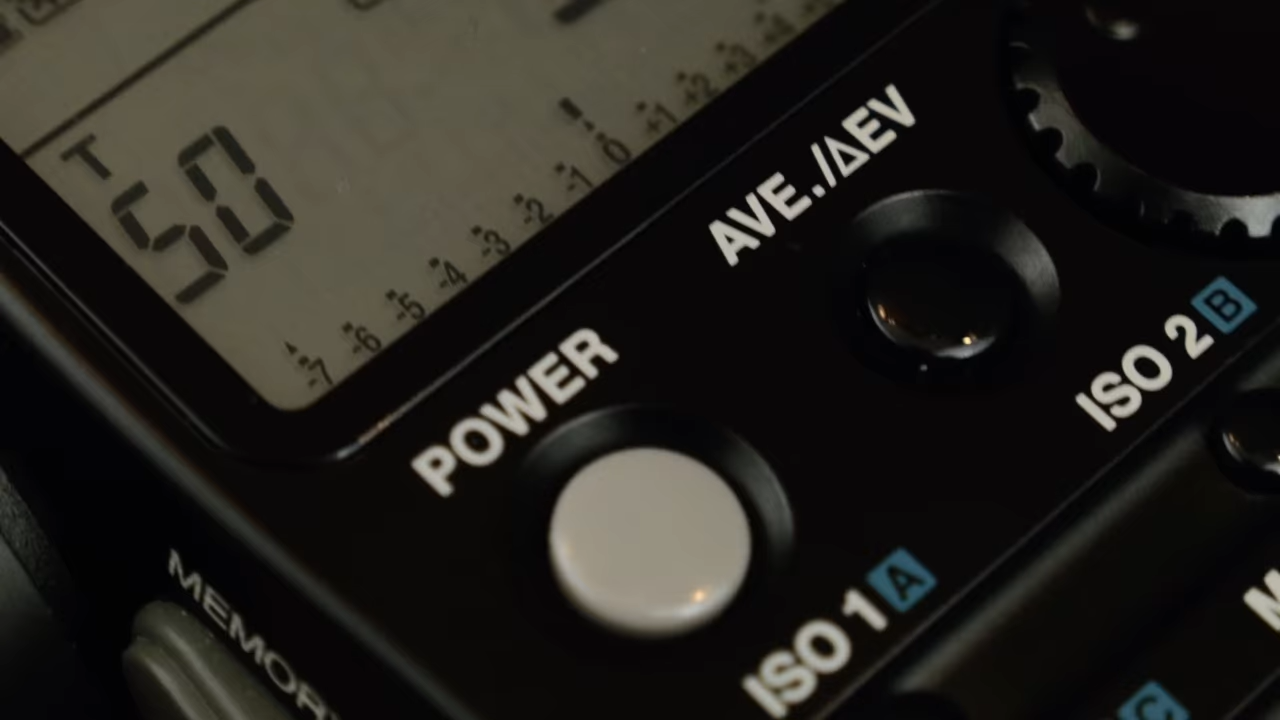 T
50
-7 -6 -5 -4 -3 -2 -1 0 +1 +2 +3 +4
AVE./ΔEV
POWER
ISO 2 B
ISO 1 A
MEMORY
C